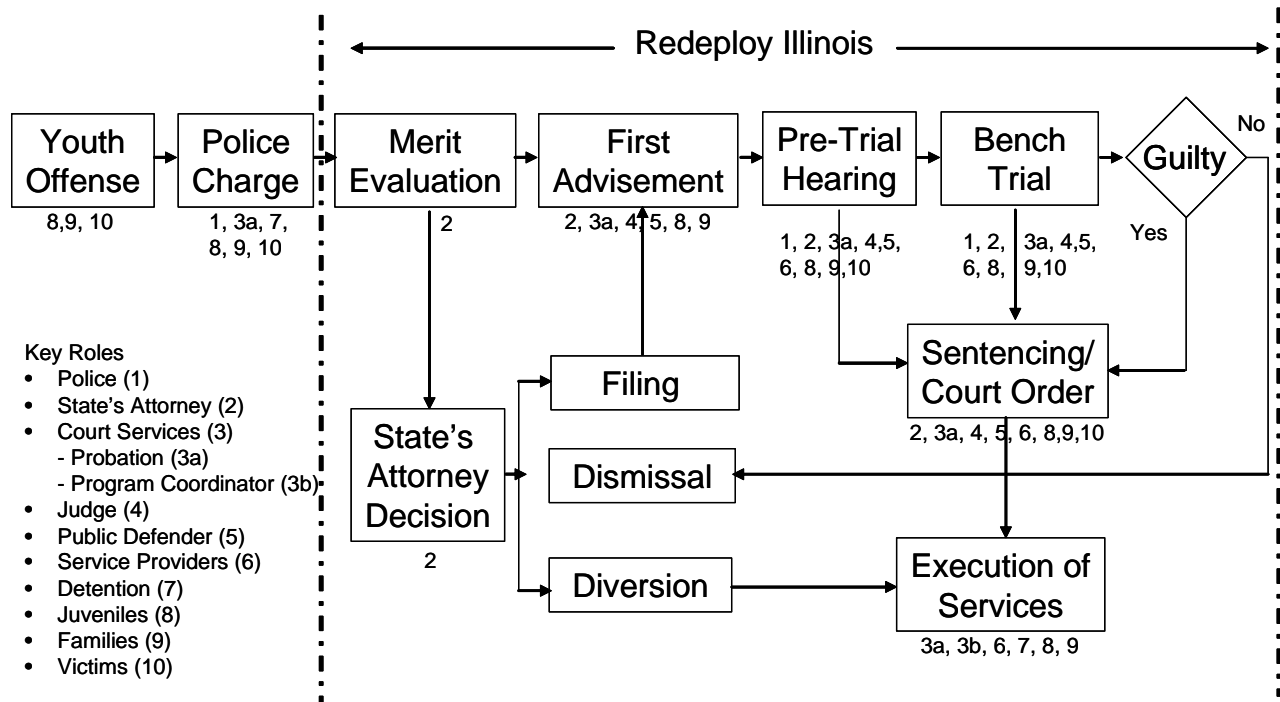 Redeploy Illinois
Youth
Offense
8,9, 10
Police
Charge
1, 3a, 7,
8, 9, 10
Merit
Evaluation
2
First
Advisement
2, 3a, 4, 5, 8, 9
Pre-Trial
Hearing
1, 2, 3a, 4,5,
6, 8, 9,10
Bench
Trial
1, 2, 3a, 4,5,
6, 8, 9,10
Guilty
No
Yes
Sentencing/
Court Order
2, 3a, 4, 5, 6, 8,9,10
Filing
State's
Attorney
Decision
2
Dismissal
Diversion
Execution of
Services
3a, 3b, 6, 7, 8, 9
Key Roles
• Police (1)
• State's Attorney (2)
• Court Services (3)
- Probation (3a)
- Program Coordinator (3b)
• Judge (4)
• Public Defender (5)
• Service Providers (6)
• Detention (7)
• Juveniles (8)
• Families (9)
• Victims (10)